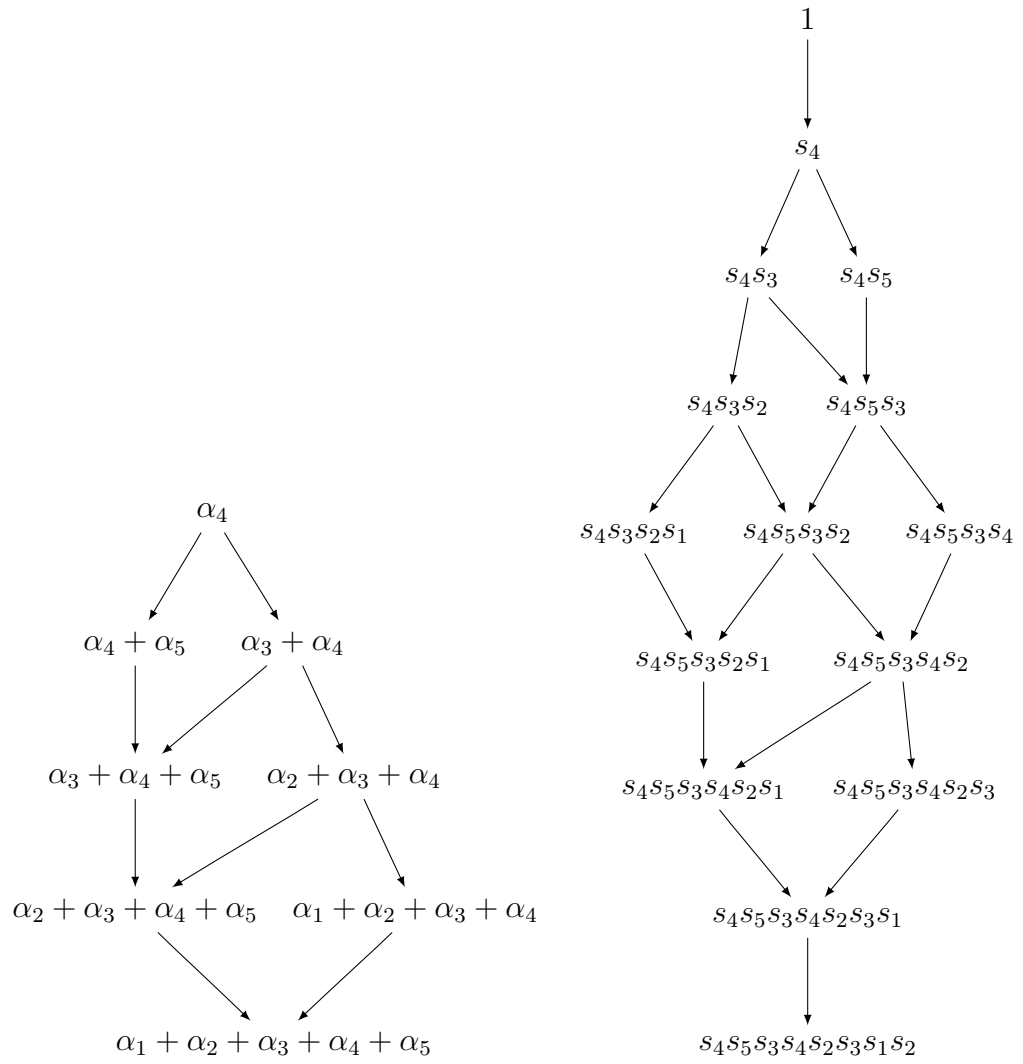 1
s₄
s₄s₃ s₄s₅
s₄s₃s₂ s₄s₅s₃
α₄
s₄s₃s₂s₁ s₄s₅s₃s₂ s₄s₅s₃s₄
α₄ + α₅ α₃ + α₄
s₄s₅s₃s₂s₁ s₄s₅s₃s₄s₂
α₃ + α₄ + α₅ α₂ + α₃ + α₄
s₄s₅s₃s₄s₂s₁ s₄s₅s₃s₄s₂s₃
α₂ + α₃ + α₄ + α₅ α₁ + α₂ + α₃ + α₄
s₄s₅s₃s₄s₂s₃s₁
α₁ + α₂ + α₃ + α₄ + α₅
s₄s₅s₃s₄s₂s₃s₁s₂